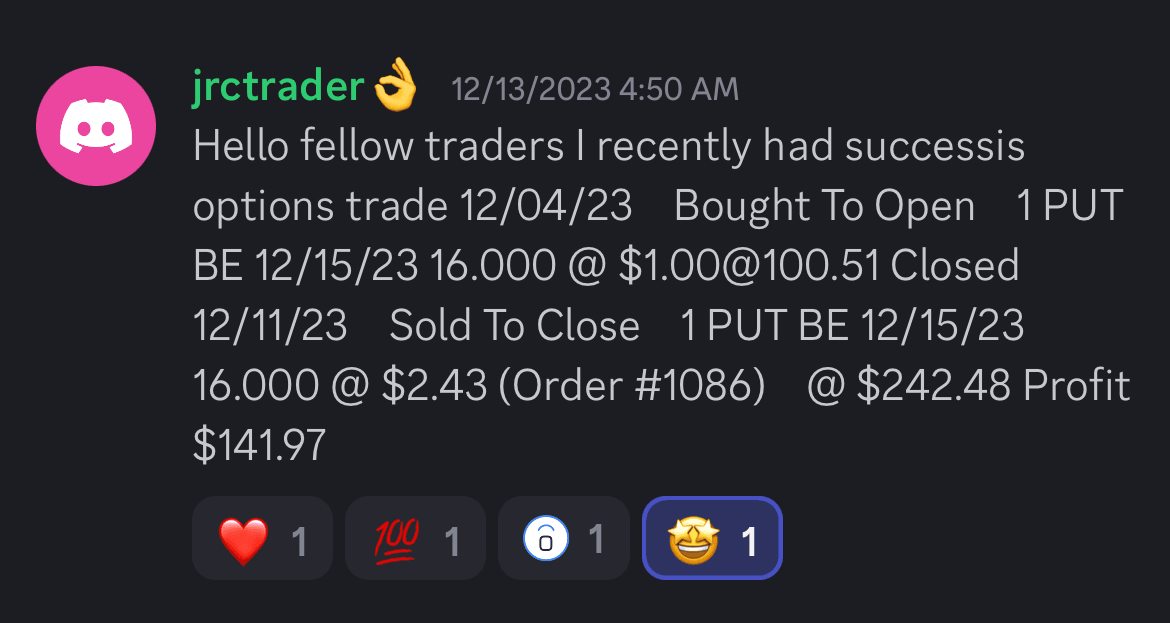 jrctrader👌 12/13/2023 4:50 AM
Hello fellow traders I recently had successis
options trade 12/04/23    Bought To Open    1 PUT
BE 12/15/23 16.000 @ $1.00@100.51 Closed
12/11/23    Sold To Close    1 PUT BE 12/15/23
16.000 @ $2.43 (Order #1086)    @ $242.48 Profit
$141.97
❤️ 1 💯 1 1 🤩 1